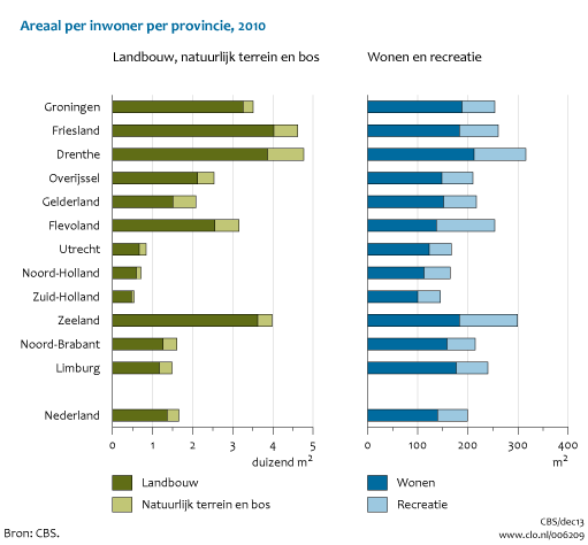 Areaal per inwoner per provincie, 2010
Landbouw, natuurlijk terrein en bos
Wonen en recreatie
Groningen
Friesland
Drenthe
Overijssel
Gelderland
Flevoland
Utrecht
Noord-Holland
Zuid-Holland
Zeeland
Noord-Brabant
Limburg
Nederland
0 1 2 3 4 5
duizend m²
0 100 200 300 400
m²
Landbouw
Natuurlijk terrein en bos
Wonen
Recreatie
Bron: CBS.
CBS/dec13
www.clo.nl/006209